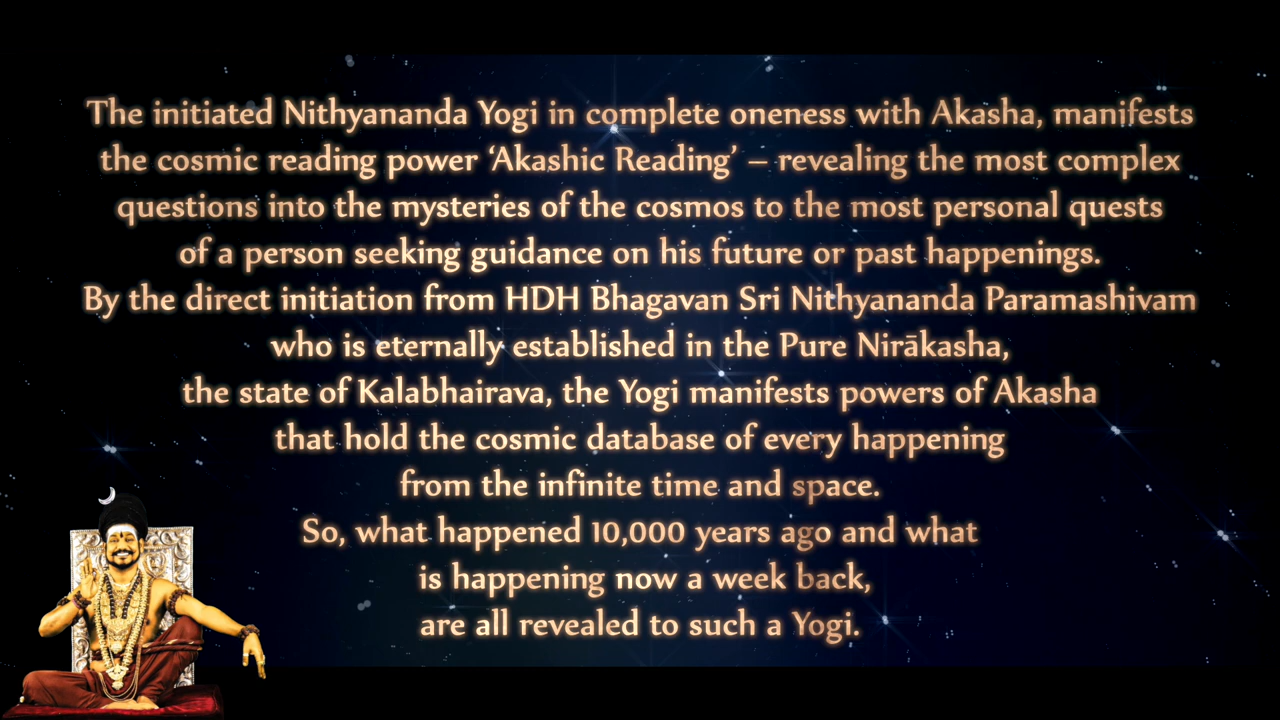 The initiated Nithyananda Yogi in complete oneness with Akasha, manifests
the cosmic reading power ‘Akashic Reading’ – revealing the most complex
questions into the mysteries of the cosmos to the most personal quests
of a person seeking guidance on his future or past happenings.
By the direct initiation from HDH Bhagavan Sri Nithyananda Paramashivam
who is eternally established in the Pure Nirākasha,
the state of Kalabhairava, the Yogi manifests powers of Akasha
that hold the cosmic database of every happening
from the infinite time and space.
So, what happened 10,000 years ago and what
is happening now a week back,
are all revealed to such a Yogi.